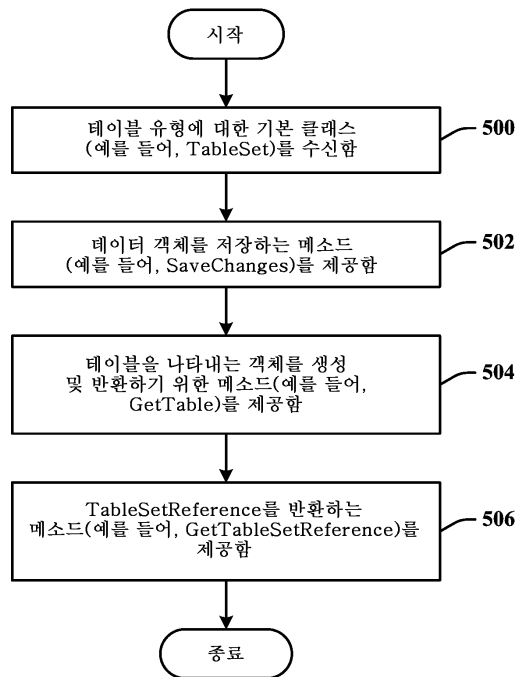 시작
테이블 유형에 대한 기본 클래스
(예를 들어, TableSet)를 수신함
500
데이터 객체를 저장하는 메소드
(예를 들어, SaveChanges)를 제공함
502
테이블을 나타내는 객체를 생성
및 반환하기 위한 메소드(예를 들어,
GetTable)를 제공함
504
TableSetReference를 반환하는
메소드(예를 들어, GetTableSetReference)를
제공함
506
종료